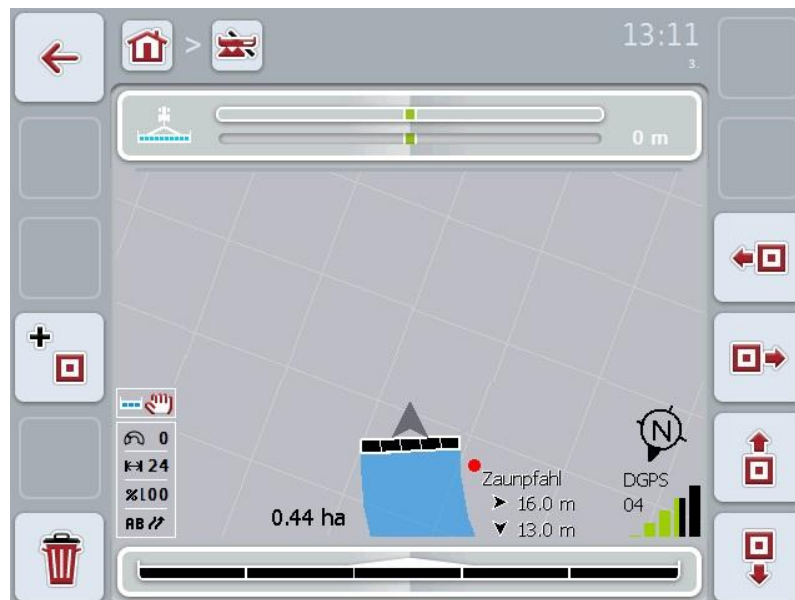 >
13:11
3.
0 m
0
24
%100
AB
0.44 ha
Zaunpfahl
16.0 m
13.0 m
N
DGPS
04